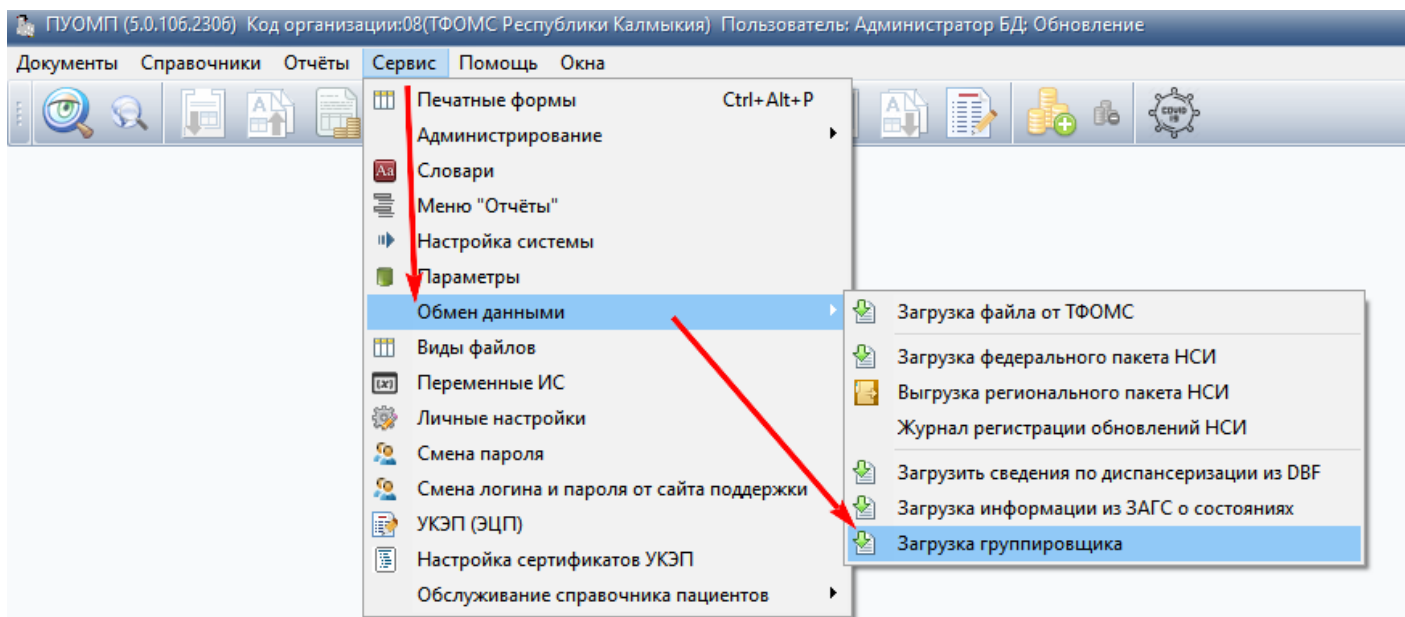 ПУОМП (5.0.106.2306) Код организации:08(ТФОМС Республики Калмыкия) Пользователь: Администратор БД; Обновление
Документы Справочники Отчёты Сервис Помощь Окна
Печатные формы Ctrl+Alt+P
Администрирование
Aa Словари
Меню "Отчёты"
Настройка системы
Параметры
Обмен данными
Виды файлов
(x) Переменные ИС
Личные настройки
Смена пароля
Смена логина и пароля от сайта поддержки
УКЭП (ЭЦП)
Настройка сертификатов УКЭП
Обслуживание справочника пациентов
COVID
19
Загрузка файла от ТФОМС
Загрузка федерального пакета НСИ
Выгрузка регионального пакета НСИ
Журнал регистрации обновлений НСИ
Загрузить сведения по диспансеризации из DBF
Загрузка информации из ЗАГС о состояниях
Загрузка группировщика